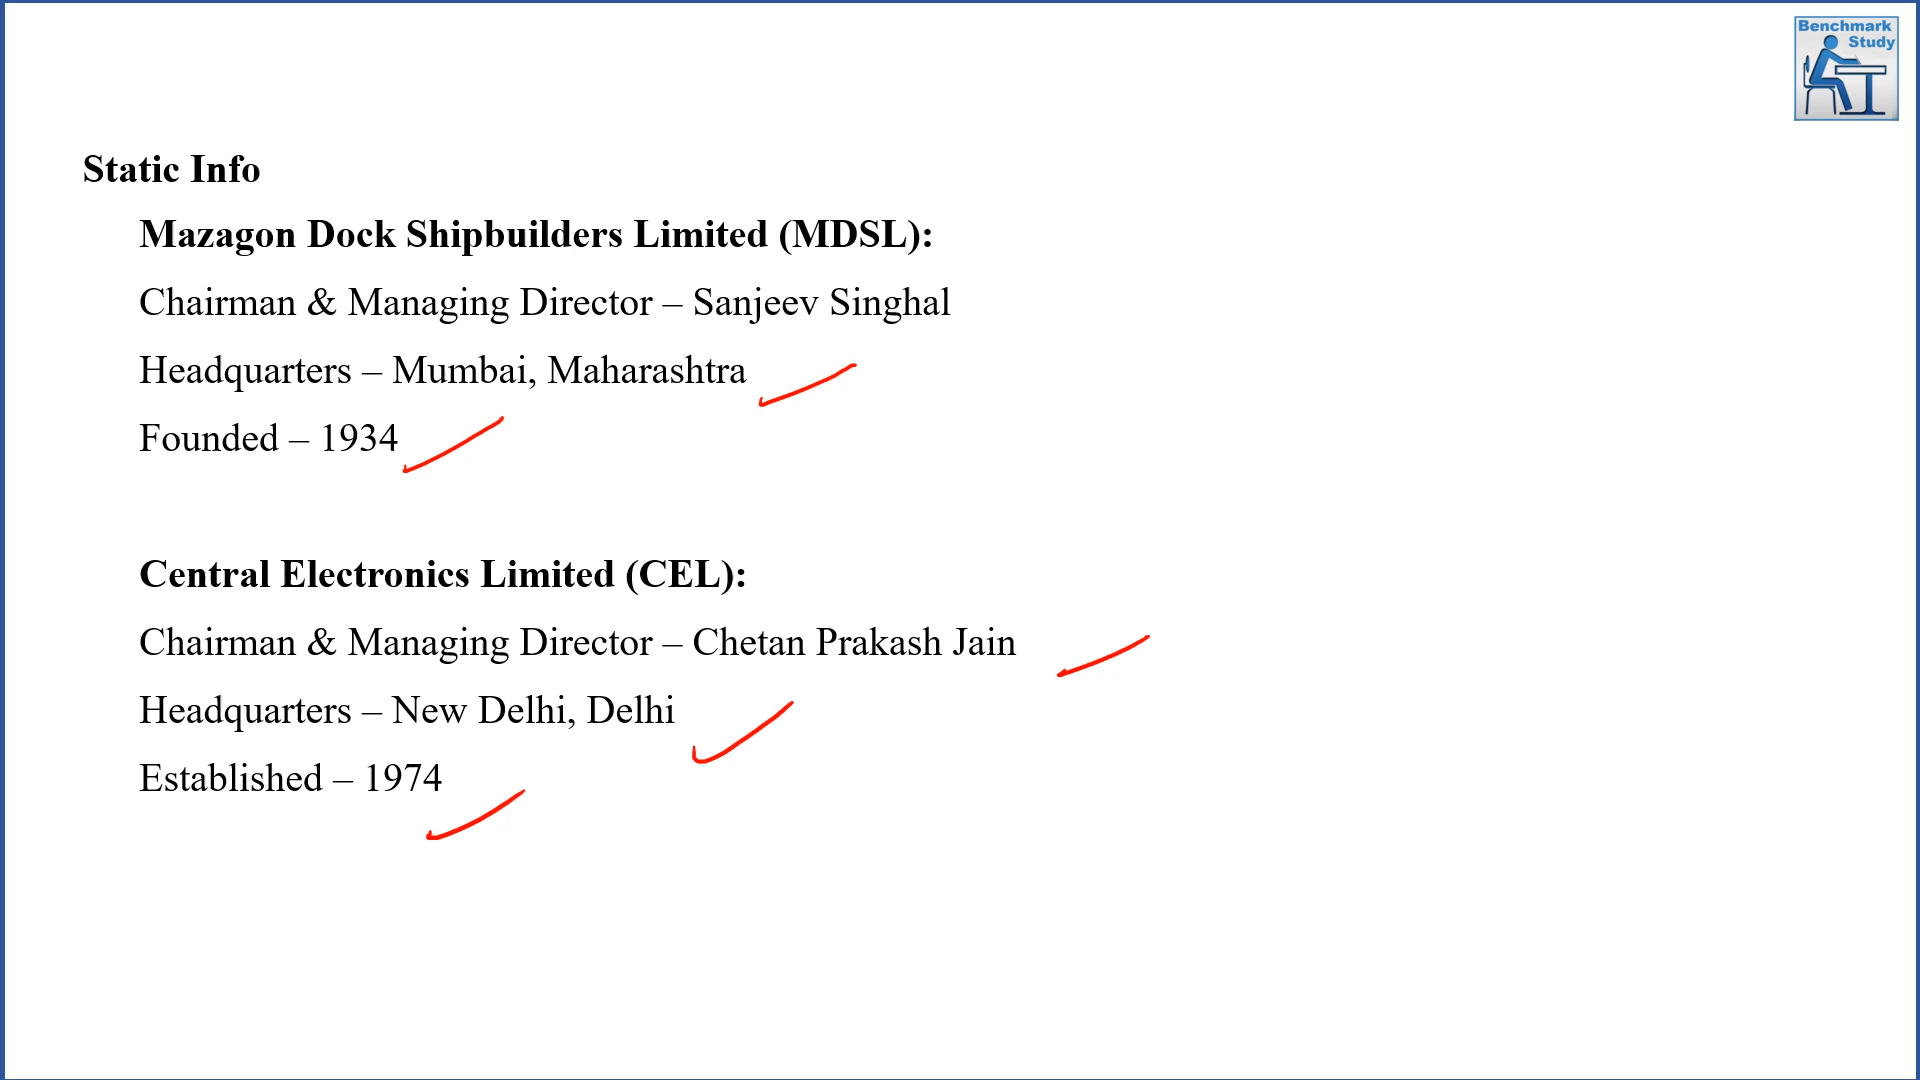 Benchmark
Study
Static Info
Mazagon Dock Shipbuilders Limited (MDSL):
Chairman & Managing Director – Sanjeev Singhal
Headquarters – Mumbai, Maharashtra
Founded – 1934
Central Electronics Limited (CEL):
Chairman & Managing Director – Chetan Prakash Jain
Headquarters – New Delhi, Delhi
Established – 1974